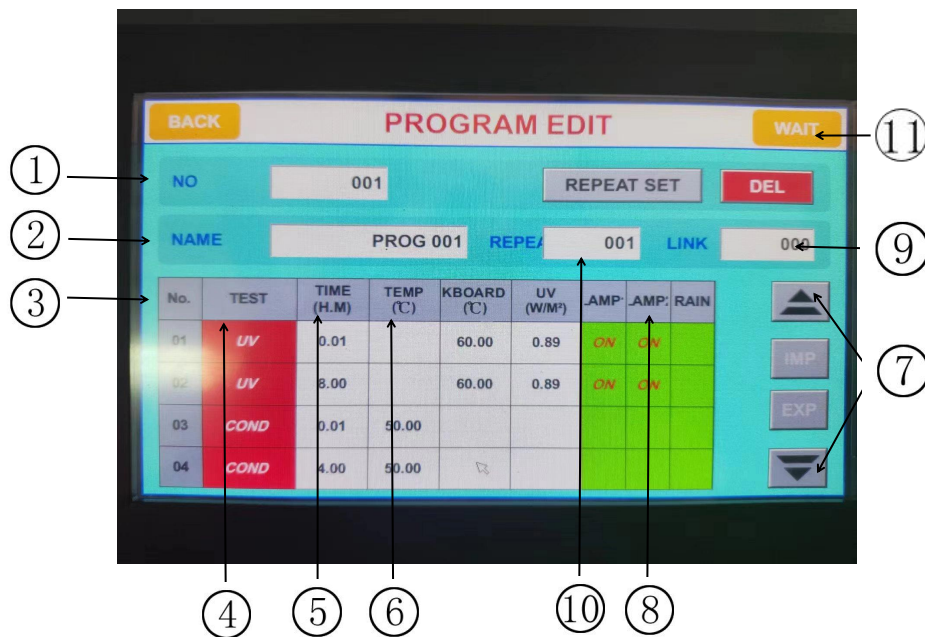 BACK PROGRAM EDIT WAIT ⑪
① NO 001 REPEAT SET DEL
② NAME PROG 001 REPEA 001 LINK 000 ⑨
③ No. TEST TIME (H.M) TEMP (℃) KBOARD (℃) UV (W/M²) LAMP LAMP RAIN
01 UV 0.01 60.00 0.89 ON ON IMP
02 UV 8.00 60.00 0.89 ON ON ⑦
03 COND 0.01 50.00 EXP
04 COND 4.00 50.00
④ ⑤ ⑥ ⑩ ⑧